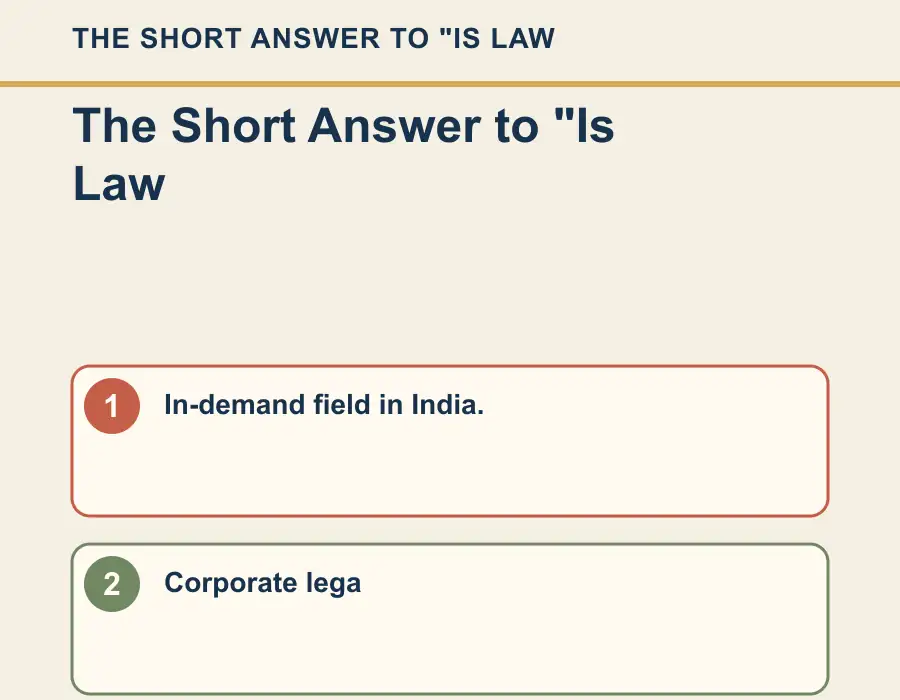 THE SHORT ANSWER TO "IS LAW
The Short Answer to "Is
Law
1
In-demand field in India.
2
Corporate lega